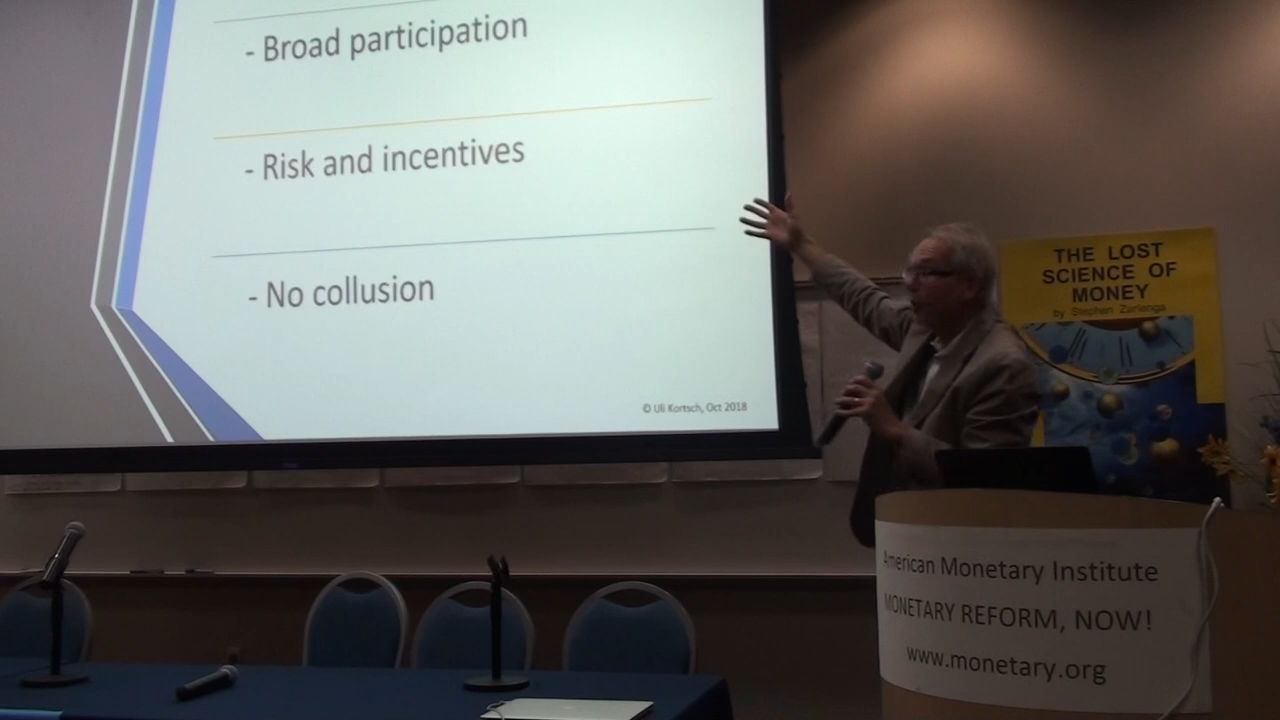 - Broad participation
- Risk and incentives
- No collusion
© Uli Kortsch, Oct 2018
THE LOST
SCIENCE OF
MONEY
by Stephen Zarlenga
American Monetary Institute
MONETARY REFORM, NOW!
www.monetary.org